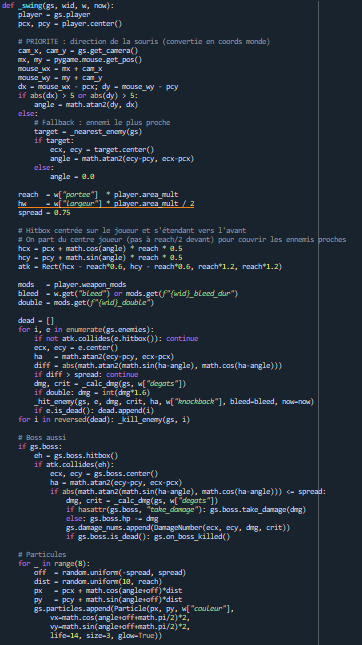 def _swing(gs, wid, w, now):
    player = gs.player
    pcx, pcy = player.center()

    # PRIORITE : direction de la souris (convertie en coords monde)
    cam_x, cam_y = gs.get_camera()
    mx, my = pygame.mouse.get_pos()
    mouse_wx = mx + cam_x
    mouse_wy = my + cam_y
    dx = mouse_wx - pcx; dy = mouse_wy - pcy
    if abs(dx) > 5 or abs(dy) > 5:
        angle = math.atan2(dy, dx)
    else:
        # Fallback : ennemi le plus proche
        target = _nearest_enemy(gs)
        if target:
            ecx, ecy = target.center()
            angle = math.atan2(ecy-pcy, ecx-pcx)
        else:
            angle = 0.0

    reach  = w["portee"]  * player.area_mult
    hw     = w["largeur"] * player.area_mult / 2
    spread = 0.75

    # Hitbox centrée sur le joueur et s'étendant vers l'avant
    # On part du centre joueur (pas à reach/2 devant) pour couvrir les ennemis proches
    hcx = pcx + math.cos(angle) * reach * 0.5
    hcy = pcy + math.sin(angle) * reach * 0.5
    atk = Rect(hcx - reach*0.6, hcy - reach*0.6, reach*1.2, reach*1.2)

    mods   = player.weapon_mods
    bleed  = w.get("bleed") or mods.get(f"{wid}_bleed_dur")
    double = mods.get(f"{wid}_double")

    dead = []
    for i, e in enumerate(gs.enemies):
        if not atk.collides(e.hitbox()): continue
        ecx, ecy = e.center()
        ha   = math.atan2(ecy-pcy, ecx-pcx)
        diff = abs(math.atan2(math.sin(ha-angle), math.cos(ha-angle)))
        if diff > spread: continue
        dmg, crit = _calc_dmg(gs, w["degats"])
        if double: dmg = int(dmg*1.6)
        _hit_enemy(gs, e, dmg, crit, ha, w["knockback"], bleed=bleed, now=now)
        if e.is_dead(): dead.append(i)
    for i in reversed(dead): _kill_enemy(gs, i)

    # Boss aussi
    if gs.boss:
        eh = gs.boss.hitbox()
        if atk.collides(eh):
            ecx, ecy = gs.boss.center()
            ha = math.atan2(ecy-pcy, ecx-pcx)
            if abs(math.atan2(math.sin(ha-angle), math.cos(ha-angle))) <= spread:
                dmg, crit = _calc_dmg(gs, w["degats"])
                if hasattr(gs.boss, "take_damage"): gs.boss.take_damage(dmg)
                else: gs.boss.hp -= dmg
                gs.damage_nums.append(DamageNumber(ecx, ecy, dmg, crit))
                if gs.boss.is_dead(): gs.on_boss_killed()

    # Particules
    for _ in range(8):
        off  = random.uniform(-spread, spread)
        dist = random.uniform(10, reach)
        px   = pcx + math.cos(angle+off)*dist
        py   = pcy + math.sin(angle+off)*dist
        gs.particles.append(Particle(px, py, w["couleur"],
            vx=math.cos(angle+off+math.pi/2)*2,
            vy=math.sin(angle+off+math.pi/2)*2,
            life=14, size=3, glow=True))